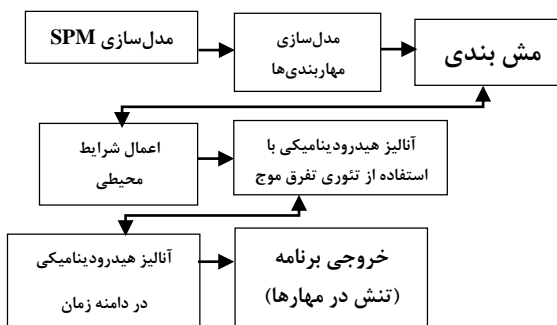 مدل‌سازی SPM
مدل‌سازی
مهاربندی‌ها
مش بندی
اعمال شرایط
محیطی
آنالیز هیدرودینامیکی با
استفاده از تئوری تفرق موج
آنالیز هیدرودینامیکی
در دامنه زمان
خروجی برنامه
(تنش در مهارها)